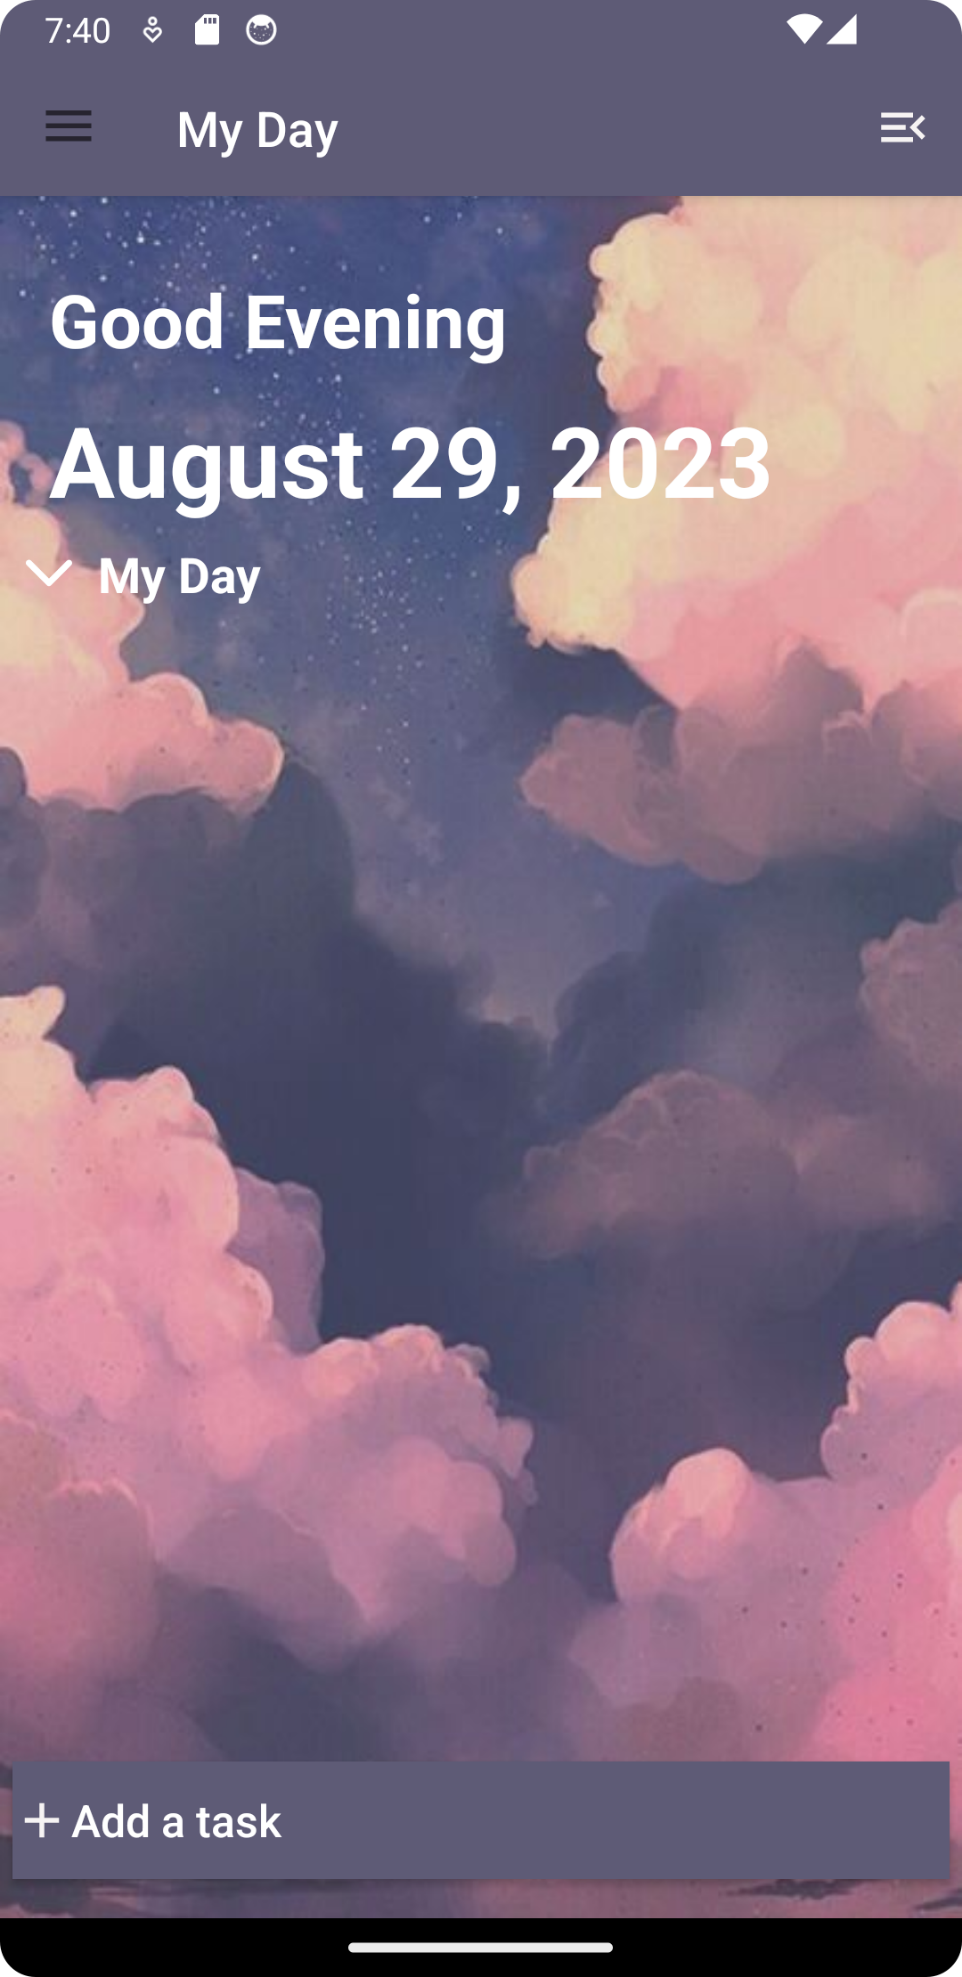 7:40
My Day
Good Evening
August 29, 2023
My Day
Add a task